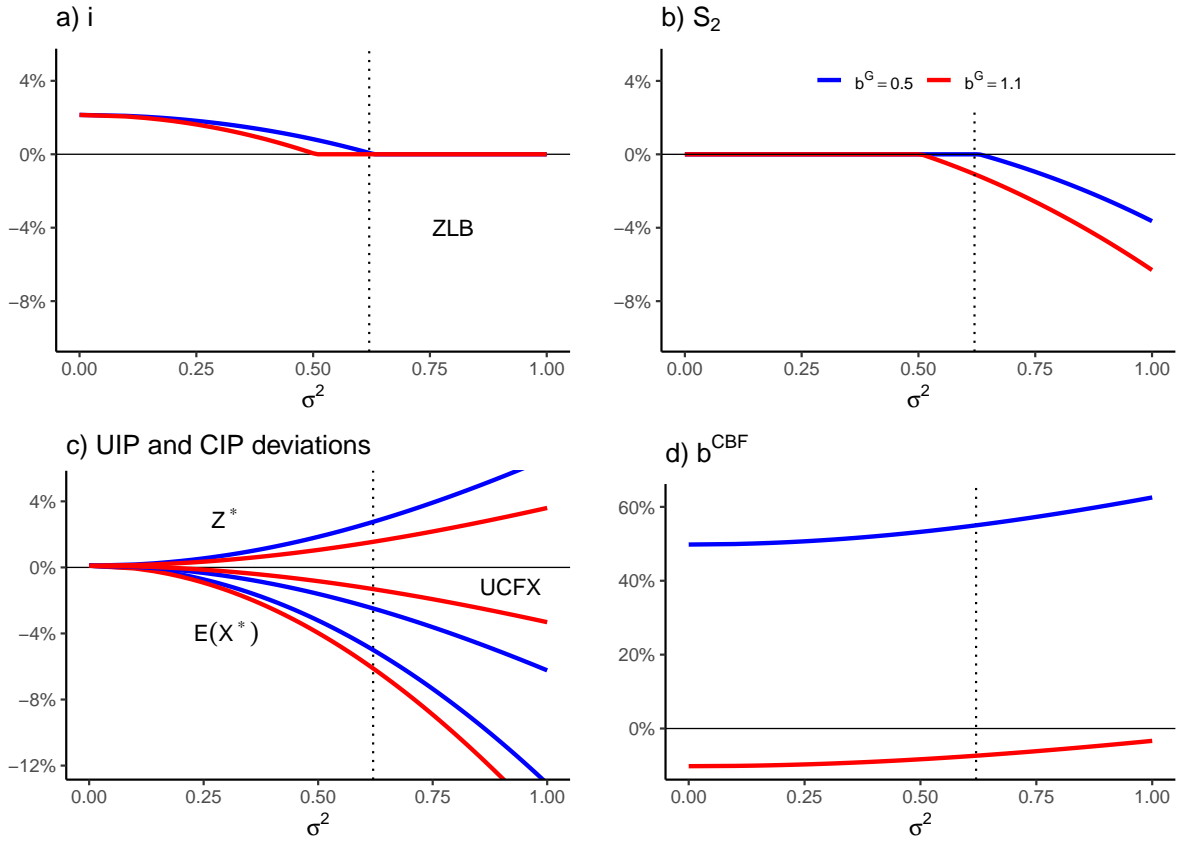 a) i
4%
0%
−4%
−8%
ZLB
0.00 0.25 0.50 0.75 1.00
σ²
b) S₂
4%
0%
−4%
−8%
bᴳ = 0.5 bᴳ = 1.1
0.00 0.25 0.50 0.75 1.00
σ²
c) UIP and CIP deviations
4%
0%
−4%
−8%
−12%
Z*
UCFX
E(X*)
0.00 0.25 0.50 0.75 1.00
σ²
d) b^CBF
60%
40%
20%
0%
0.00 0.25 0.50 0.75 1.00
σ²